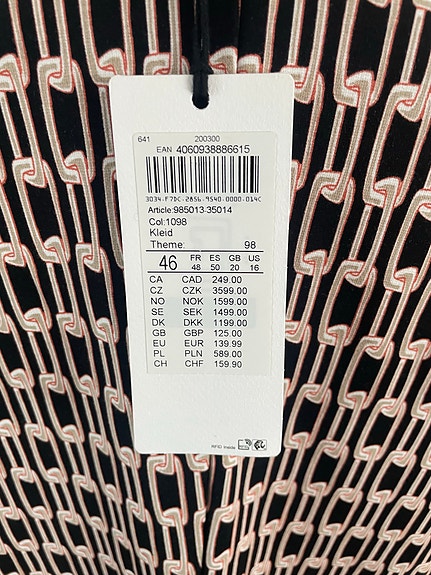 641 200300
EAN 4060938886615
3034-F7DC-2856-9540-0000-014C
Article:985013-35014
Col:1098
Kleid
Theme: 98
46 FR ES GB US
48 50 20 16
CA CAD 249.00
CZ CZK 3599.00
NO NOK 1599.00
SE SEK 1499.00
DK DKK 1199.00
GB GBP 125.00
EU EUR 139.99
PL PLN 589.00
CH CHF 159.90
RFID Inside